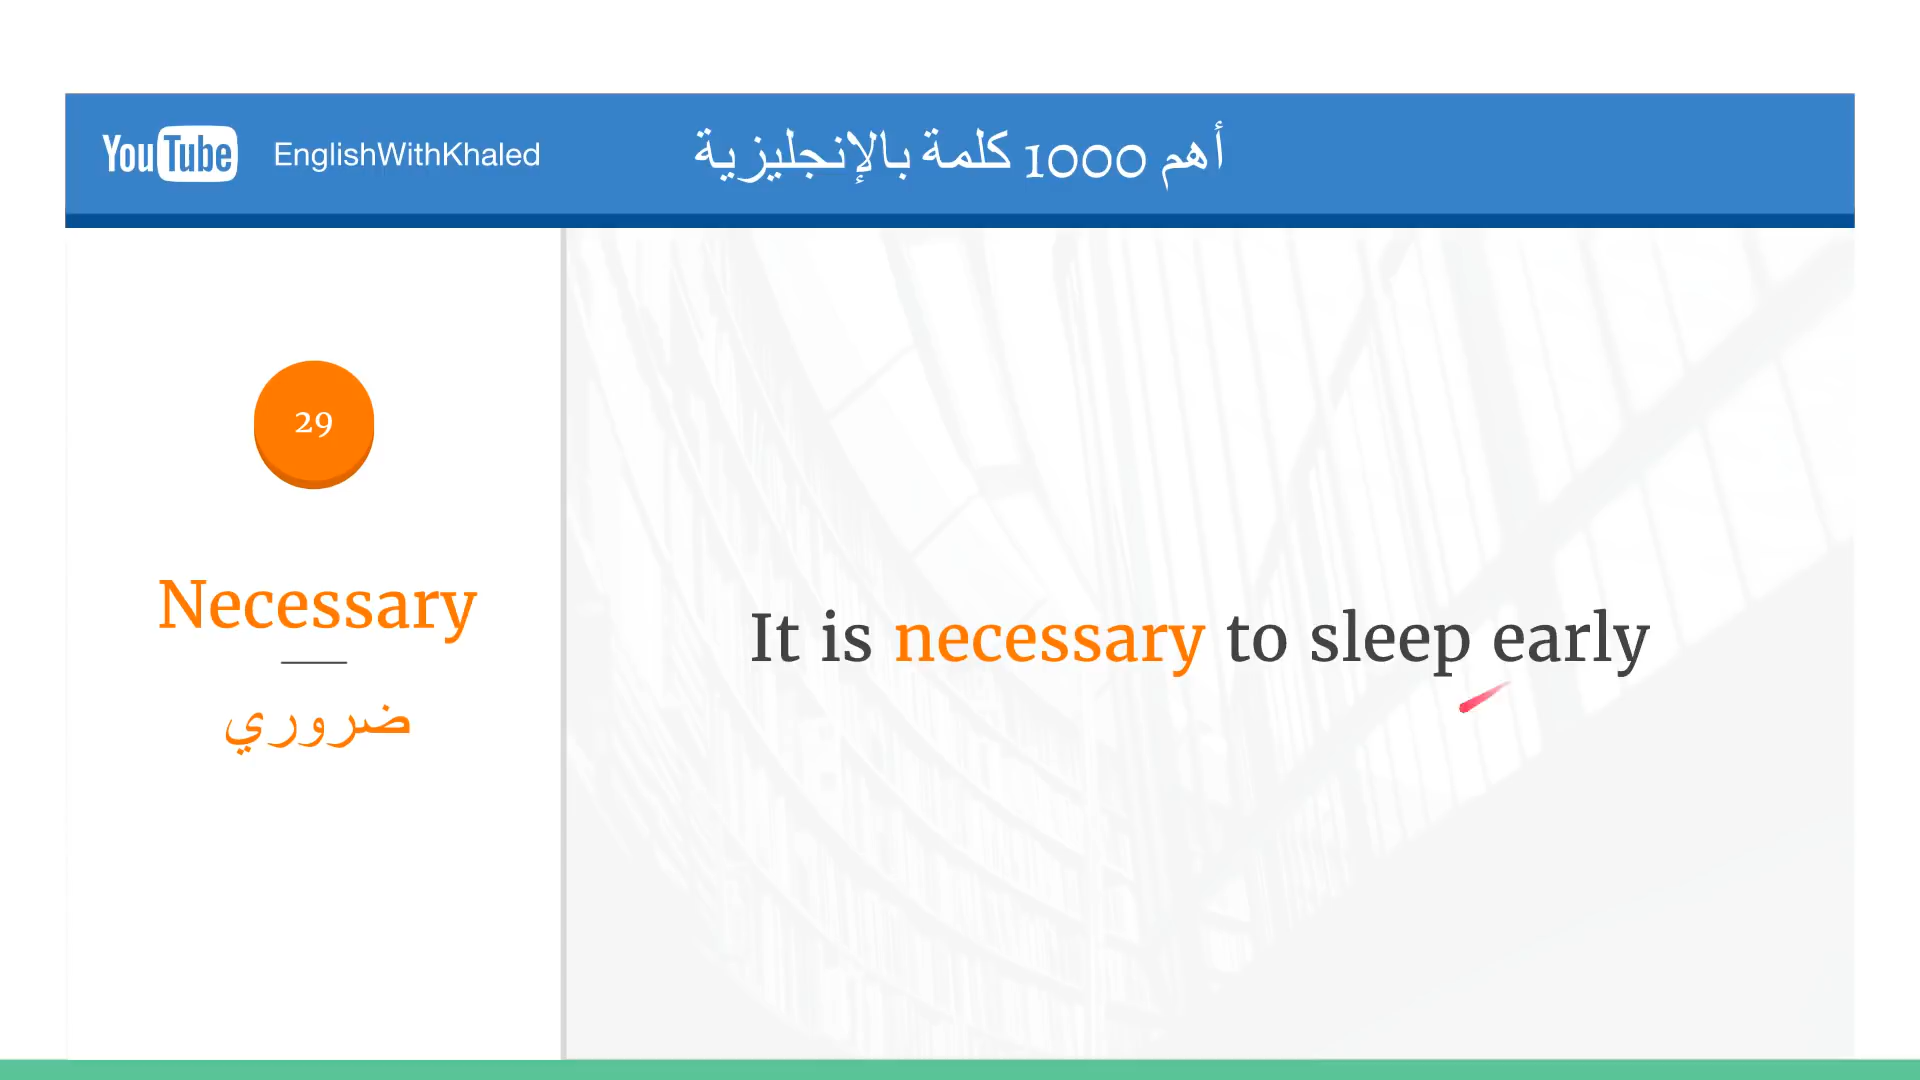 YouTube EnglishWithKhaled
أهم 1000 كلمة بالإنجليزية
29
Necessary
ضروري
It is necessary to sleep early